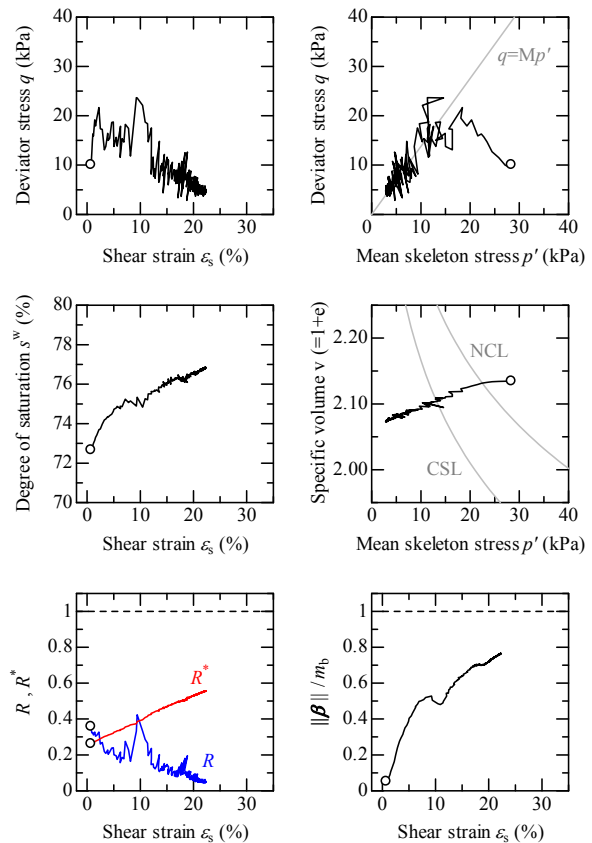 Deviator stress q (kPa)
40
30
20
10
0
0 10 20 30
Shear strain εs (%)
Deviator stress q (kPa)
40
30
20
10
0
q=Mp′
0 10 20 30 40
Mean skeleton stress p′ (kPa)
Degree of saturation sʷ (%)
80
78
76
74
72
70
0 10 20 30
Shear strain εs (%)
Specific volume v (=1+e)
2.20
2.10
2.00
NCL
CSL
0 10 20 30 40
Mean skeleton stress p′ (kPa)
R , R*
1
0.8
0.6
0.4
0.2
0
R*
R
0 10 20 30
Shear strain εs (%)
||β|| / mb
1
0.8
0.6
0.4
0.2
0
0 10 20 30
Shear strain εs (%)